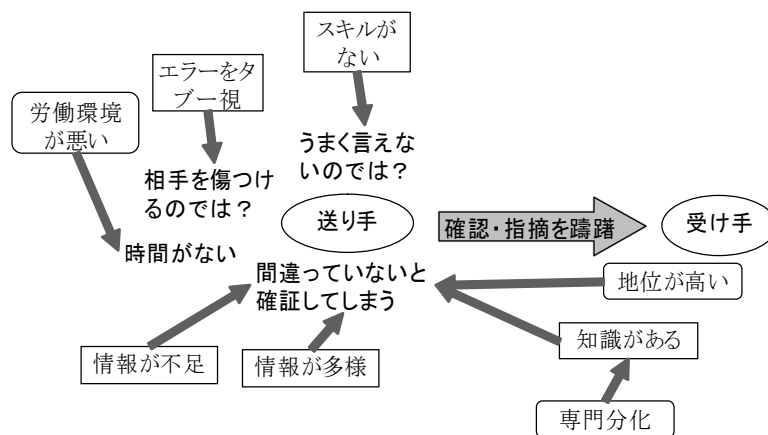 スキルが
ない
エラーをタ
ブー視
労働環境
が悪い
うまく言えな
いのでは？
相手を傷つけ
るのでは？
送り手
確認・指摘を躊躇
受け手
時間がない
間違っていないと
確証してしまう
地位が高い
知識がある
情報が不足
情報が多様
専門分化